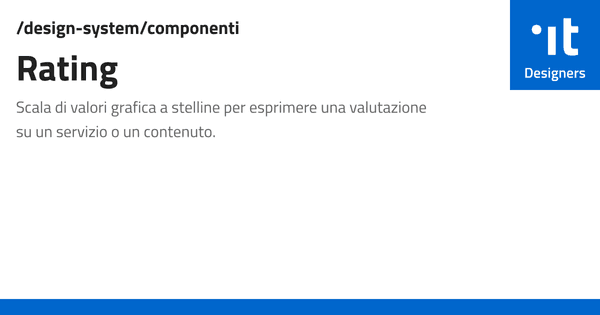 /design-system/componenti
Rating
Scala di valori grafica a stelline per esprimere una valutazione
su un servizio o un contenuto.
.it
Designers